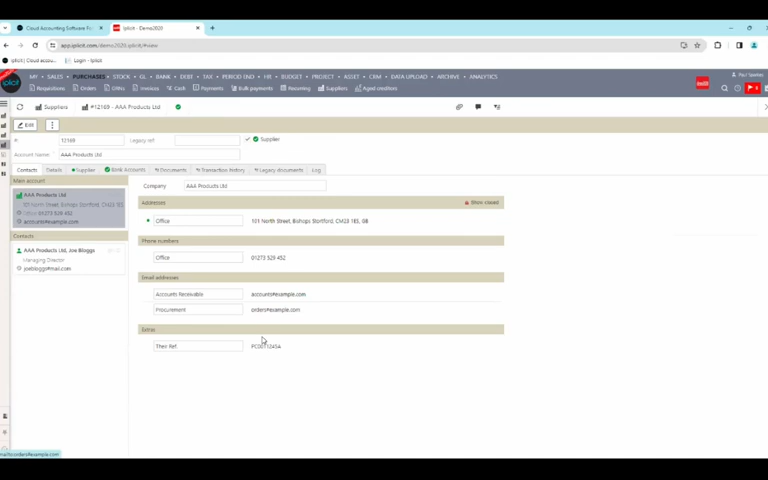 Cloud Accounting Software Fo
iplicit - Demo2020
app.iplicit.com/demo2020.iplicit/#view
iplicit | Cloud accou...
Login - iplicit
MY SALES PURCHASES STOCK GL BANK DEBT TAX PERIOD END HR BUDGET PROJECT ASSET CRM DATA UPLOAD ARCHIVE ANALYTICS
Paul Sparkes
Requisitions Orders Invoices Cash Payments Bulk payments Recurring Suppliers Aged creditors
Suppliers #12169 - AAA Products Ltd
Edit
12169
Legacy ref.
Supplier
Account Name
AAA Products Ltd
Contacts Details Supplier Bank Accounts Documents Transaction history Legacy documents Log
Main account
AAA Products Ltd
101 North Street, Bishops Stortford, CM23 1ES, GB
Office 01273 529 452
accounts@example.com
Contacts
AAA Products Ltd, Joe Bloggs
Managing Director
joebloggs@mail.com
Company
AAA Products Ltd
Addresses
Show closed
Office
101 North Street, Bishops Stortford, CM23 1ES, GB
Phone numbers
Office
01273 529 452
Email addresses
Accounts Receivable
accounts@example.com
Procurement
orders@example.com
Extras
Their Ref.
mailto:orders@example.com